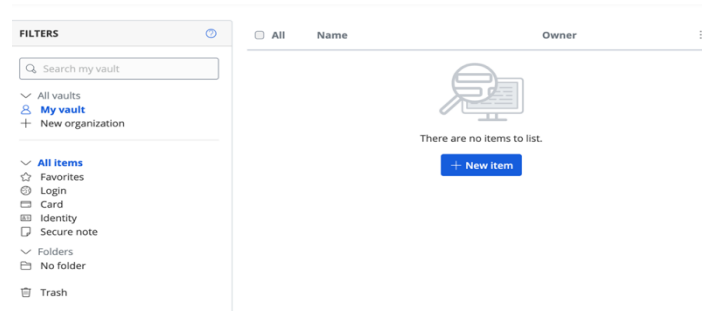 FILTERS
All Name Owner
Search my vault
All vaults
My vault
New organization
All items
Favorites
Login
Card
Identity
Secure note
Folders
No folder
Trash
There are no items to list.
+ New item